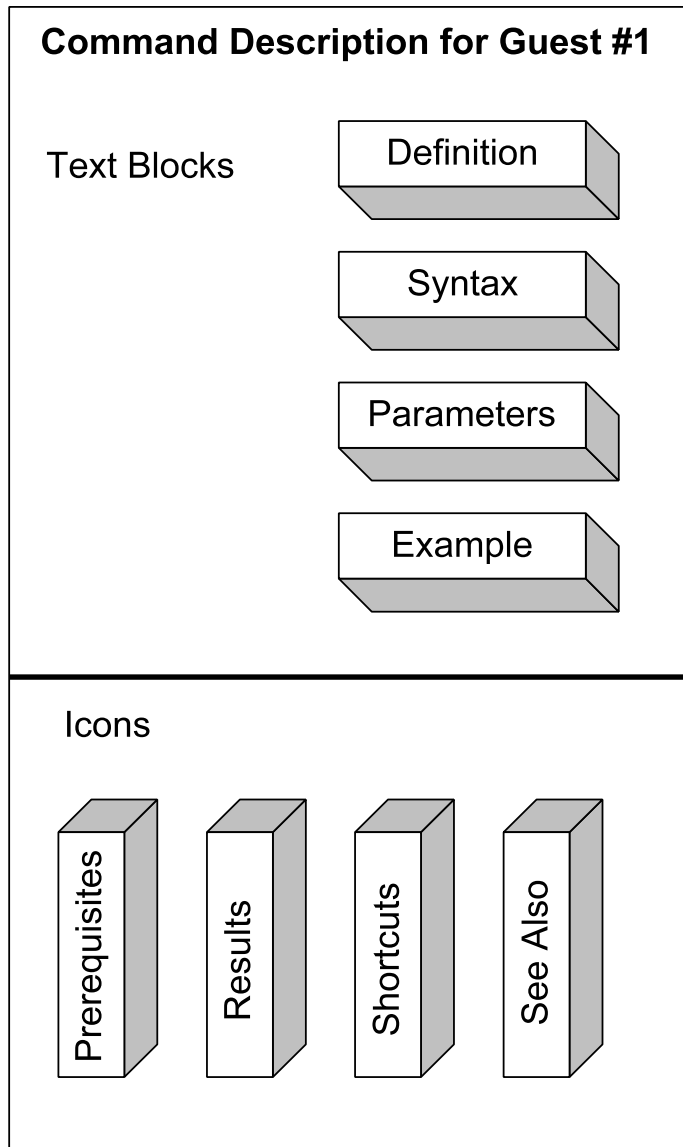 Command Description for Guest #1
Text Blocks
Definition
Syntax
Parameters
Example
Icons
Prerequisites
Results
Shortcuts
See Also